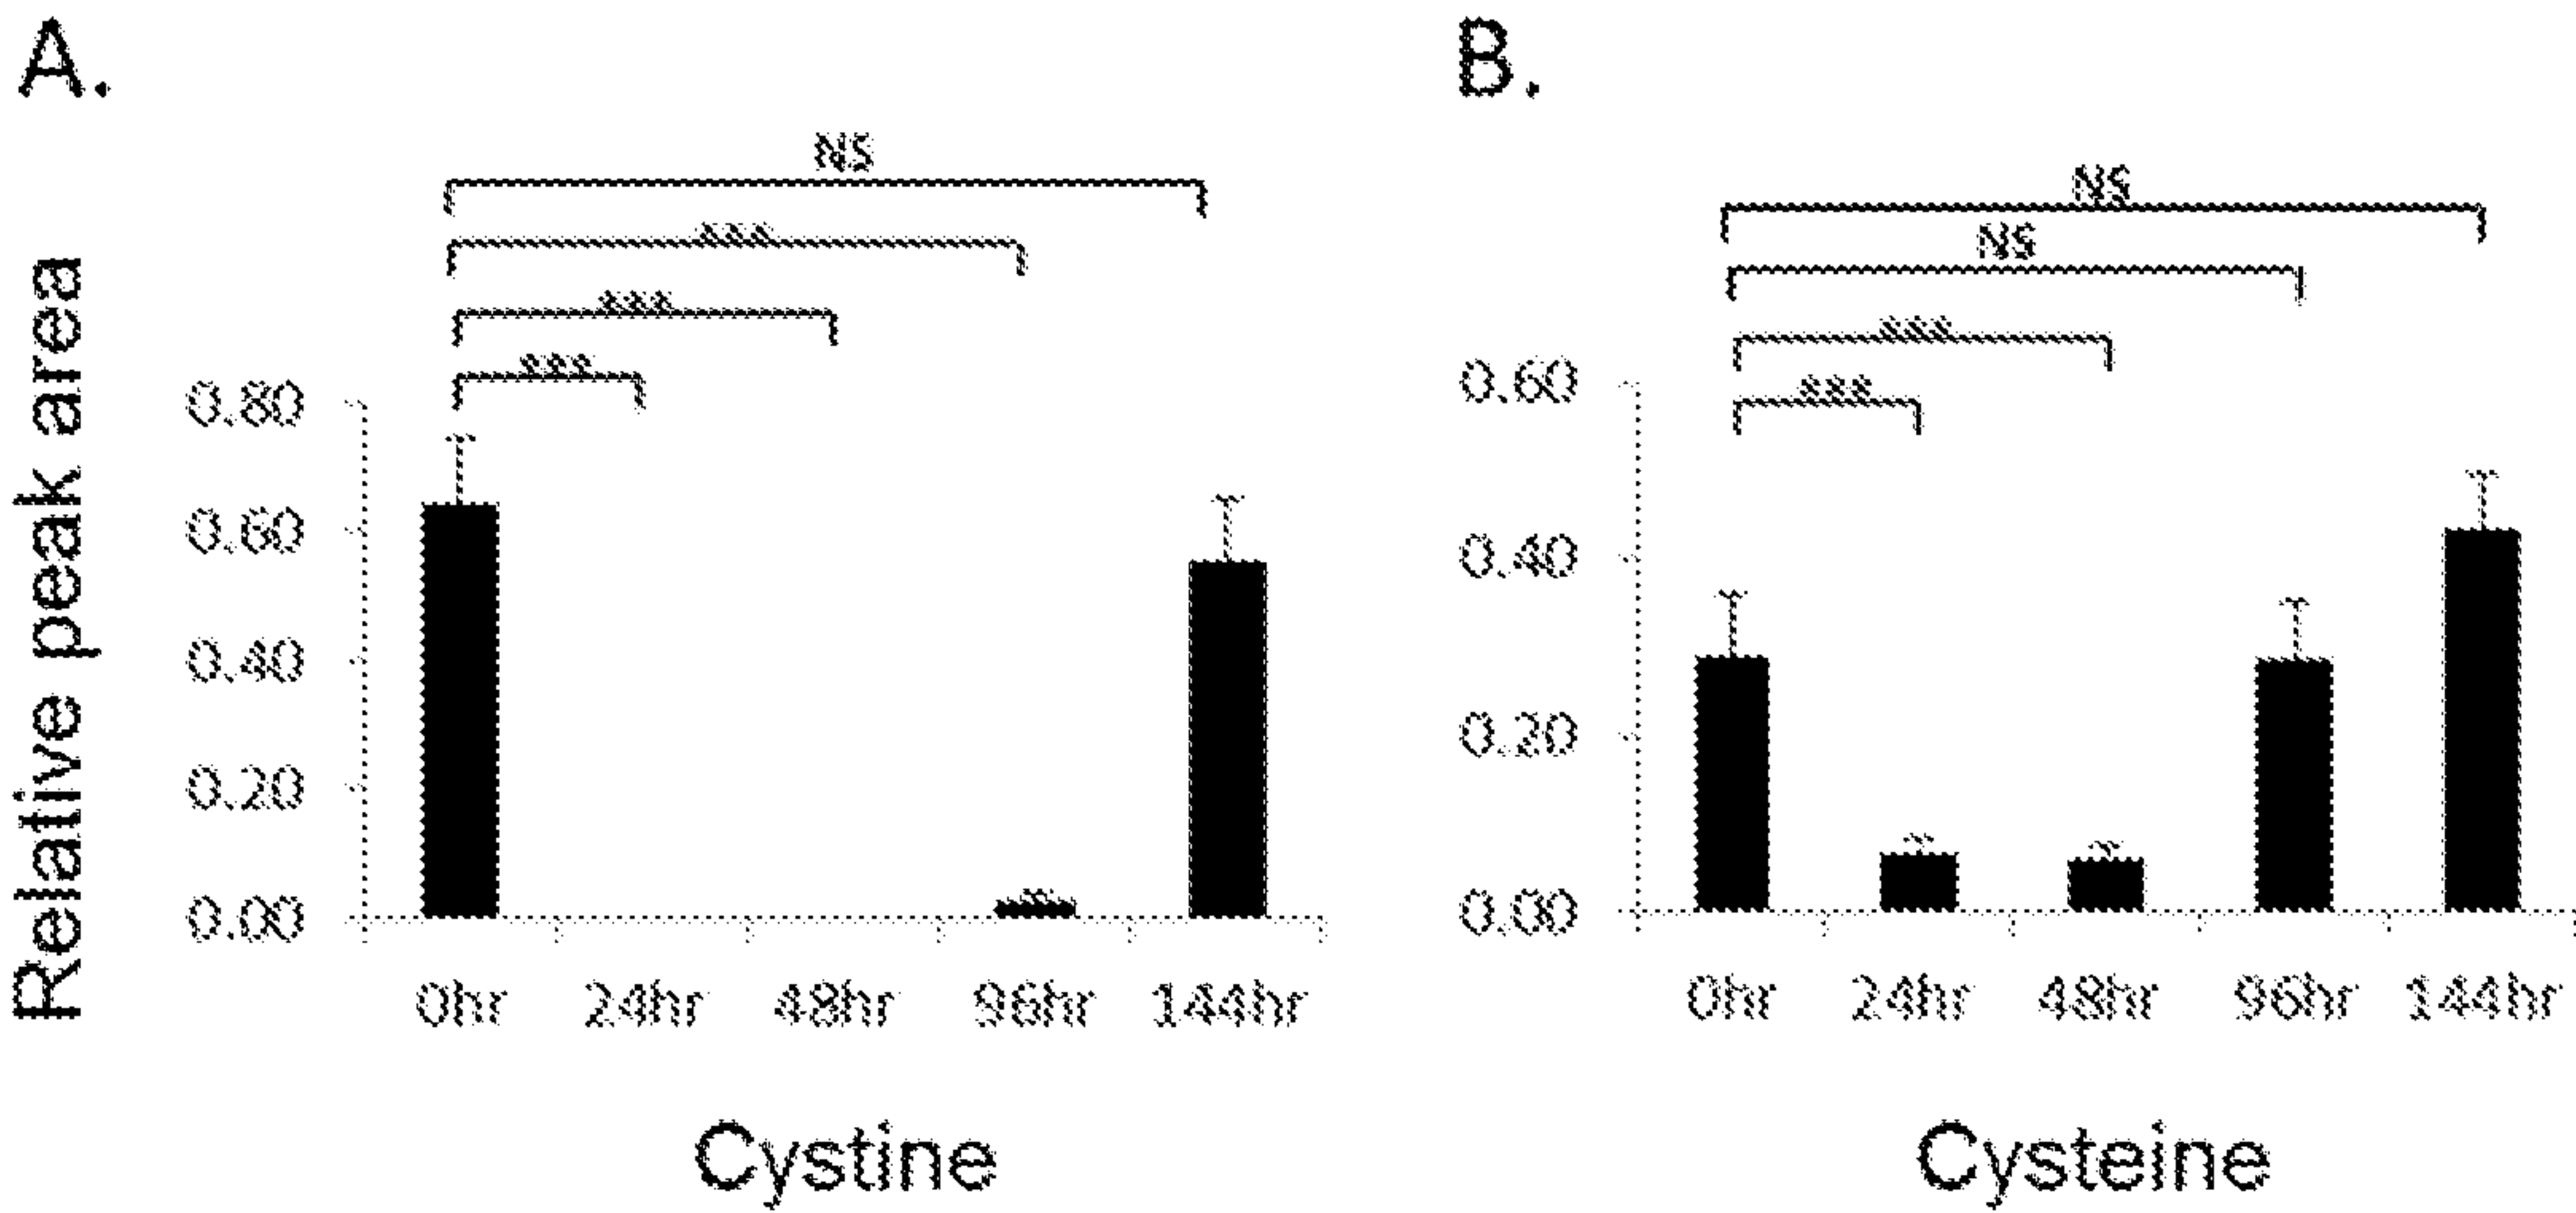 A.
NS
***
***
***
Relative peak area
0.80
0.60
0.40
0.20
0.00
0hr 24hr 48hr 96hr 144hr
Cystine
B.
NS
NS
***
***
0.60
0.40
0.20
0.00
0hr 24hr 48hr 96hr 144hr
Cysteine